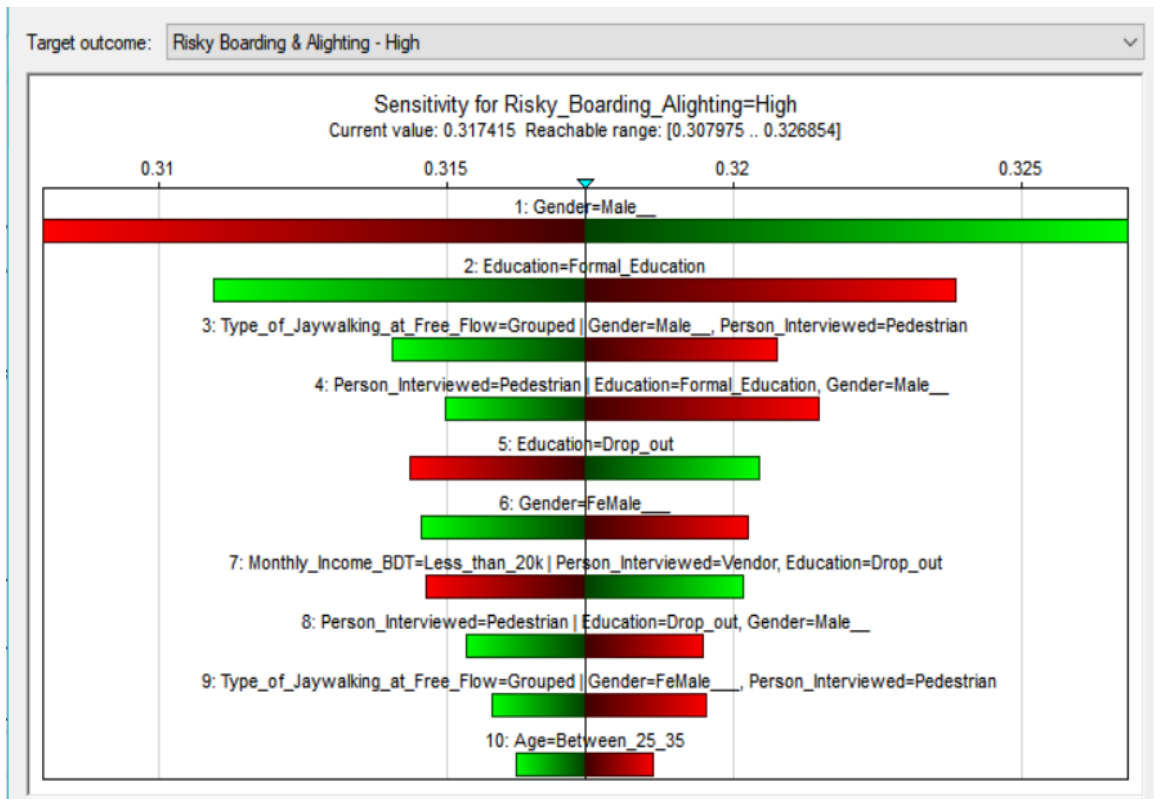 Target outcome: Risky Boarding & Alighting - High
Sensitivity for Risky_Boarding_Alighting=High
Current value: 0.317415 Reachable range: [0.307975 .. 0.326854]
0.31 0.315 0.32 0.325
1: Gender=Male__
2: Education=Formal_Education
3: Type_of_Jaywalking_at_Free_Flow=Grouped | Gender=Male__, Person_Interviewed=Pedestrian
4: Person_Interviewed=Pedestrian | Education=Formal_Education, Gender=Male__
5: Education=Drop_out
6: Gender=FeMale___
7: Monthly_Income_BDT=Less_than_20k | Person_Interviewed=Vendor, Education=Drop_out
8: Person_Interviewed=Pedestrian | Education=Drop_out, Gender=Male__
9: Type_of_Jaywalking_at_Free_Flow=Grouped | Gender=FeMale___, Person_Interviewed=Pedestrian
10: Age=Between_25_35